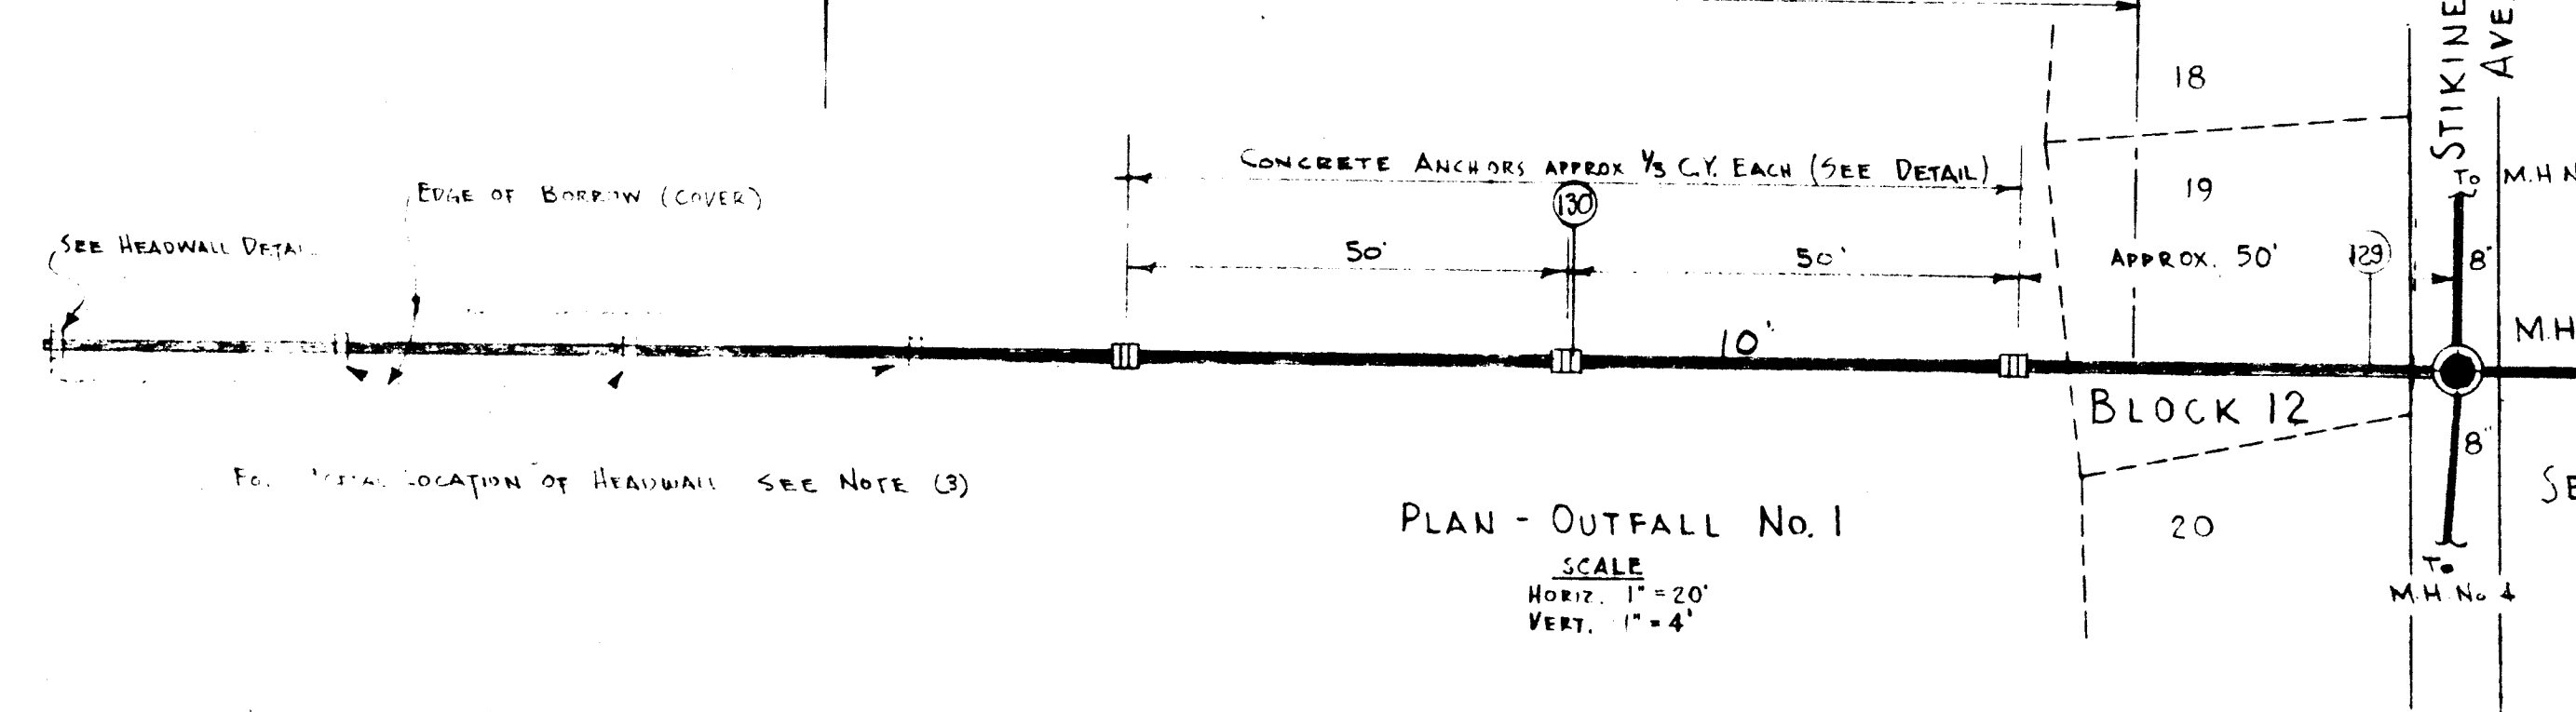 STIKINE AVE.
18
CONCRETE ANCHORS APPROX 1/3 C.Y. EACH (SEE DETAIL)
EDGE OF BORROW (COVER)
19
To M.H N
130
SEE HEADWALL
50'
50'
APPROX. 50'
129
8"
10"
M.H
BLOCK 12
8"
LOCATION OF HEADWALL SEE NOTE (3)
PLAN - OUTFALL No. 1
20
SCALE
HORIZ. 1" = 20'
VERT. 1" = 4'
To
M.H. No 4